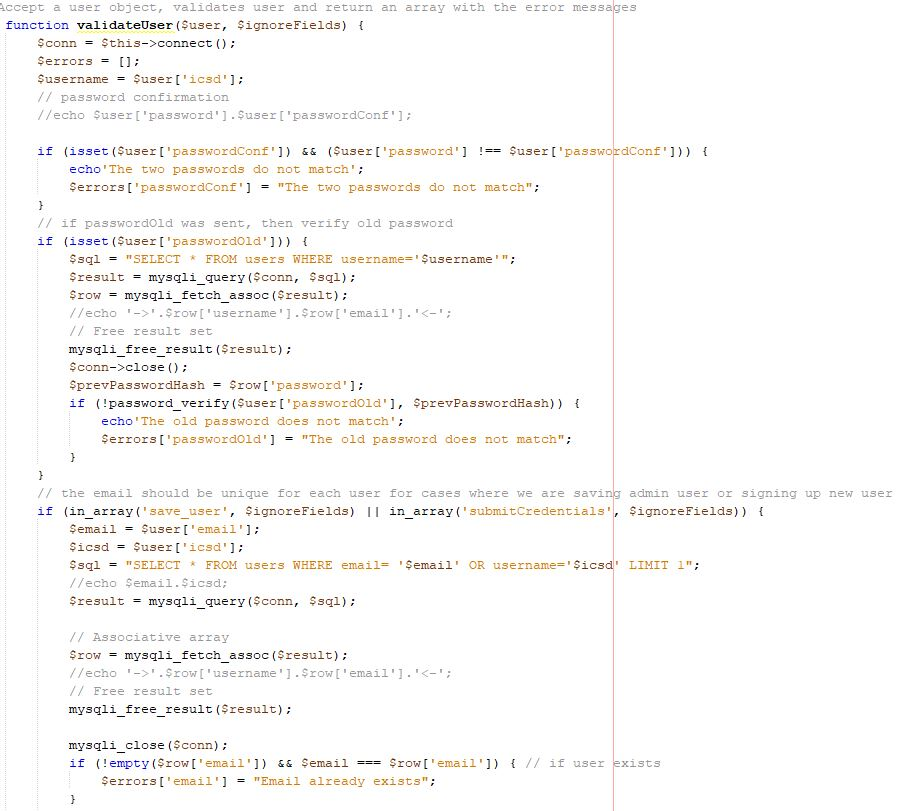 Accept a user object, validates user and return an array with the error messages
function validateUser($user, $ignoreFields) {
$conn = $this->connect();
$errors = [];
$username = $user['icsd'];
// password confirmation
//echo $user['password'].$user['passwordConf'];
if (isset($user['passwordConf']) && ($user['password'] !== $user['passwordConf'])) {
echo'The two passwords do not match';
$errors['passwordConf'] = "The two passwords do not match";
}
// if passwordOld was sent, then verify old password
if (isset($user['passwordOld'])) {
$sql = "SELECT * FROM users WHERE username='$username'";
$result = mysqli_query($conn, $sql);
$row = mysqli_fetch_assoc($result);
//echo '->'.$row['username'].$row['email'].'<-';
// Free result set
mysqli_free_result($result);
$conn->close();
$prevPasswordHash = $row['password'];
if (!password_verify($user['passwordOld'], $prevPasswordHash)) {
echo'The old password does not match';
$errors['passwordOld'] = "The old password does not match";
}
}
// the email should be unique for each user for cases where we are saving admin user or signing up new user
if (in_array('save_user', $ignoreFields) || in_array('submitCredentials', $ignoreFields)) {
$email = $user['email'];
$icsd = $user['icsd'];
$sql = "SELECT * FROM users WHERE email= '$email' OR username='$icsd' LIMIT 1";
//echo $email.$icsd;
$result = mysqli_query($conn, $sql);
// Associative array
$row = mysqli_fetch_assoc($result);
//echo '->'.$row['username'].$row['email'].'<-';
// Free result set
mysqli_free_result($result);
mysqli_close($conn);
if (!empty($row['email']) && $email === $row['email']) { // if user exists
$errors['email'] = "Email already exists";
}